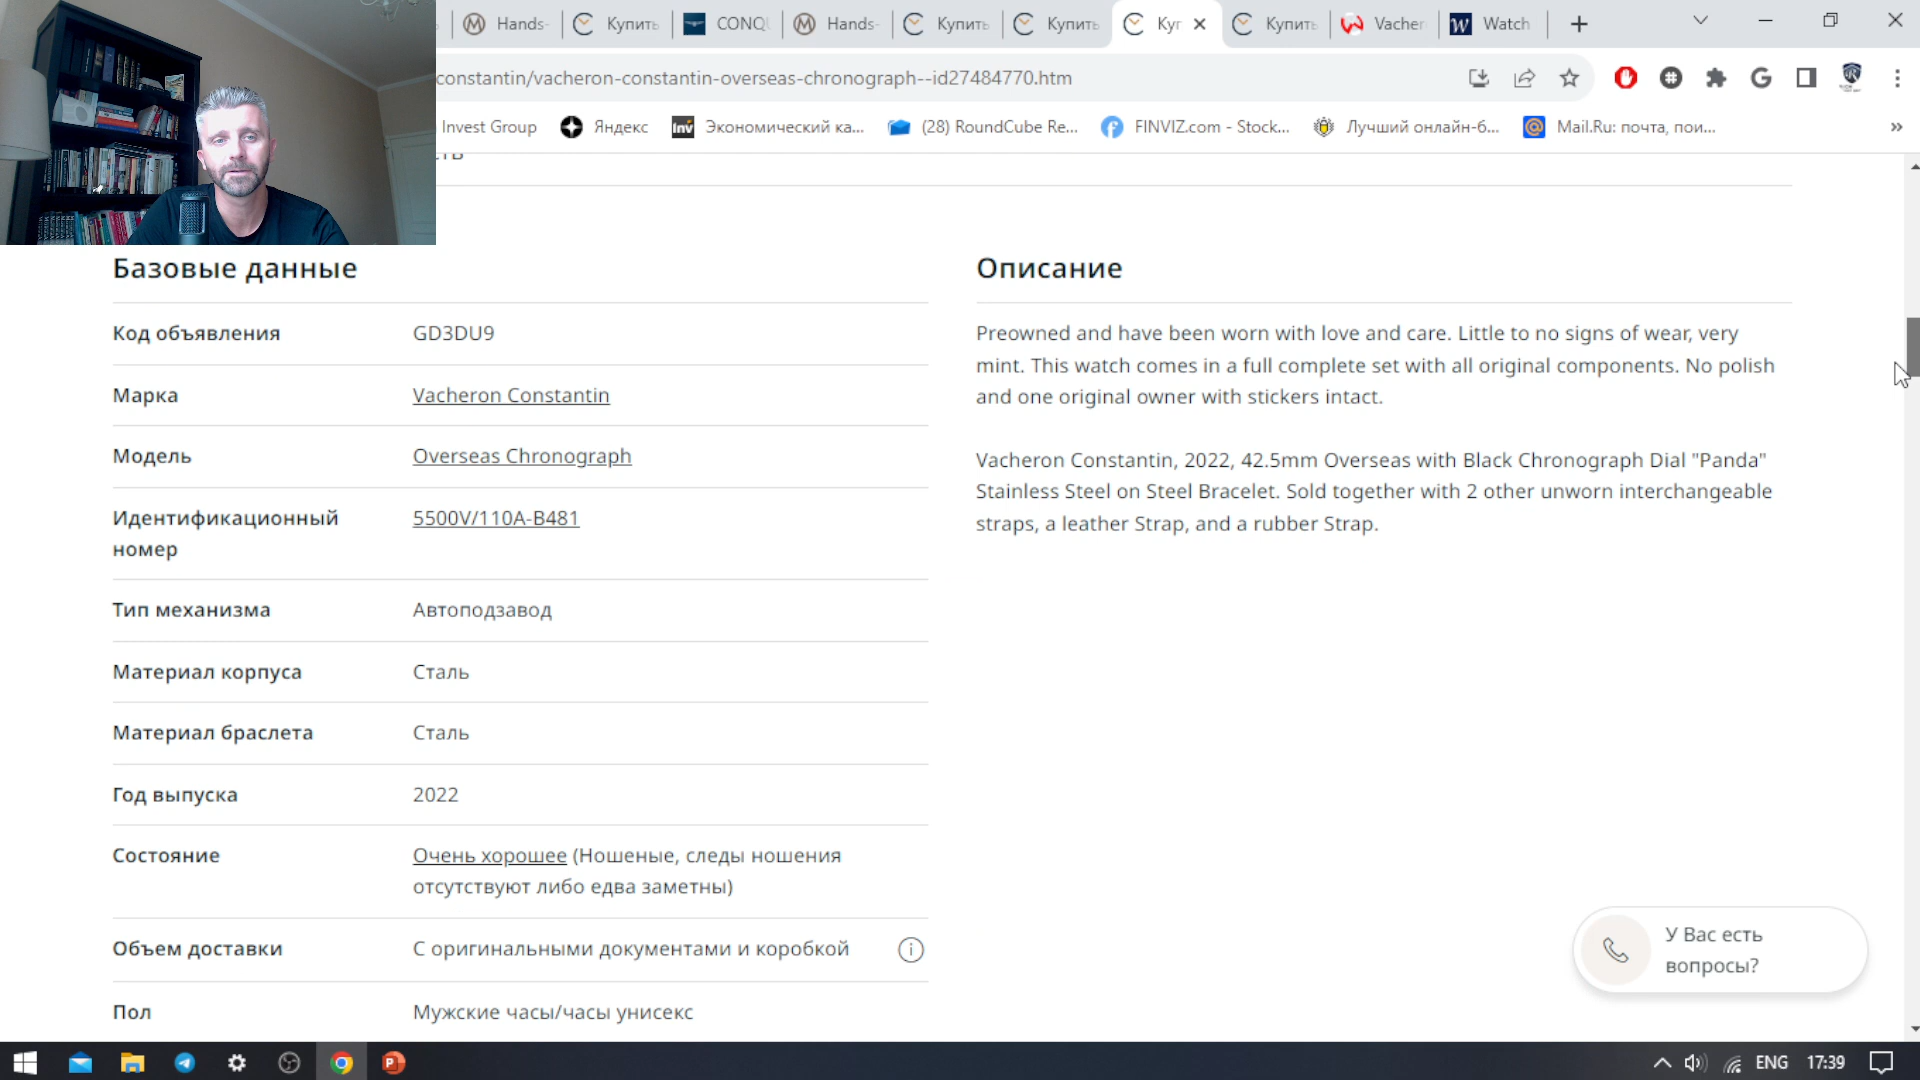 Hands-
Купить
CONQU
Hands-
Купить
Купить
Куп
Купить
Vacher
Watch
constantin/vacheron-constantin-overseas-chronograph--id27484770.htm
Invest Group
Яндекс
Экономический ка...
(28) RoundCube Re...
FINVIZ.com - Stock...
Лучший онлайн-б...
Mail.Ru: почта, пои...
Базовые данные
Код объявления GD3DU9
Марка Vacheron Constantin
Модель Overseas Chronograph
Идентификационный 5500V/110A-B481
номер
Тип механизма Автоподзавод
Материал корпуса Сталь
Материал браслета Сталь
Год выпуска 2022
Состояние Очень хорошее (Ношеные, следы ношения
отсутствуют либо едва заметны)
Объем доставки С оригинальными документами и коробкой
Пол Мужские часы/часы унисекс
Описание
Preowned and have been worn with love and care. Little to no signs of wear, very
mint. This watch comes in a full complete set with all original components. No polish
and one original owner with stickers intact.
Vacheron Constantin, 2022, 42.5mm Overseas with Black Chronograph Dial "Panda"
Stainless Steel on Steel Bracelet. Sold together with 2 other unworn interchangeable
straps, a leather Strap, and a rubber Strap.
У Вас есть
вопросы?
ENG 17:39